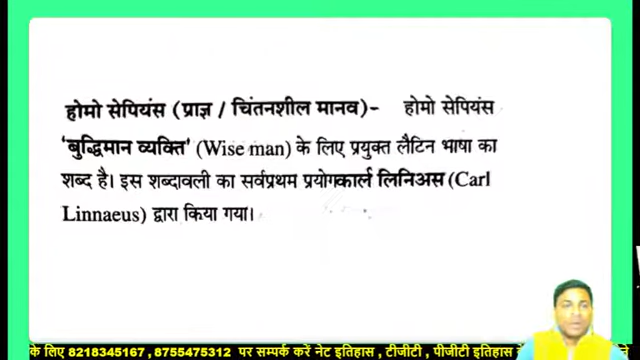 होमो सेपियंस (प्राज्ञ / चिंतनशील मानव)- होमो सेपियंस
'बुद्धिमान व्यक्ति' (Wise man) के लिए प्रयुक्त लैटिन भाषा का
शब्द है। इस शब्दावली का सर्वप्रथम प्रयोगकार्ल लिनिअस (Carl
Linnaeus) द्वारा किया गया।
के लिए 8218345167 , 8755475312 पर सम्पर्क करें नेट इतिहास , टीजीटी , पीजीटी इतिहास